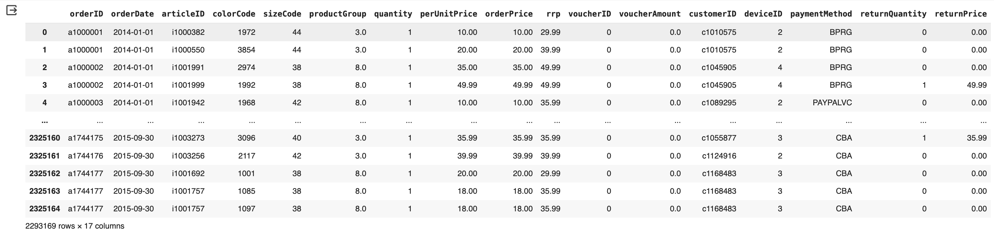 orderID orderDate articleID colorCode sizeCode productGroup quantity perUnitPrice orderPrice rrp voucherID voucherAmount customerID deviceID paymentMethod returnQuantity returnPrice
0 a1000001 2014-01-01 i1000382 1972 44 3.0 1 10.00 10.00 29.99 0 0.0 c1010575 2 BPRG 0 0.00
1 a1000001 2014-01-01 i1000550 3854 44 3.0 1 20.00 20.00 39.99 0 0.0 c1010575 2 BPRG 0 0.00
2 a1000002 2014-01-01 i1001991 2974 38 8.0 1 35.00 35.00 49.99 0 0.0 c1045905 4 BPRG 0 0.00
3 a1000002 2014-01-01 i1001999 1992 38 8.0 1 49.99 49.99 49.99 0 0.0 c1045905 4 BPRG 1 49.99
4 a1000003 2014-01-01 i1001942 1968 42 8.0 1 10.00 10.00 35.99 0 0.0 c1089295 2 PAYPALVC 0 0.00
... ... ... ... ... ... ... ... ... ... ... ... ... ... ... ... ... ...
2325160 a1744175 2015-09-30 i1003273 3096 40 3.0 1 35.99 35.99 35.99 0 0.0 c1055877 3 CBA 1 35.99
2325161 a1744176 2015-09-30 i1003256 2117 42 3.0 1 39.99 39.99 39.99 0 0.0 c1124916 2 CBA 0 0.00
2325162 a1744177 2015-09-30 i1001692 1001 38 8.0 1 20.00 20.00 29.99 0 0.0 c1168483 3 CBA 0 0.00
2325163 a1744177 2015-09-30 i1001757 1085 38 8.0 1 18.00 18.00 35.99 0 0.0 c1168483 3 CBA 0 0.00
2325164 a1744177 2015-09-30 i1001757 1097 38 8.0 1 18.00 18.00 35.99 0 0.0 c1168483 3 CBA 0 0.00
2293169 rows × 17 columns